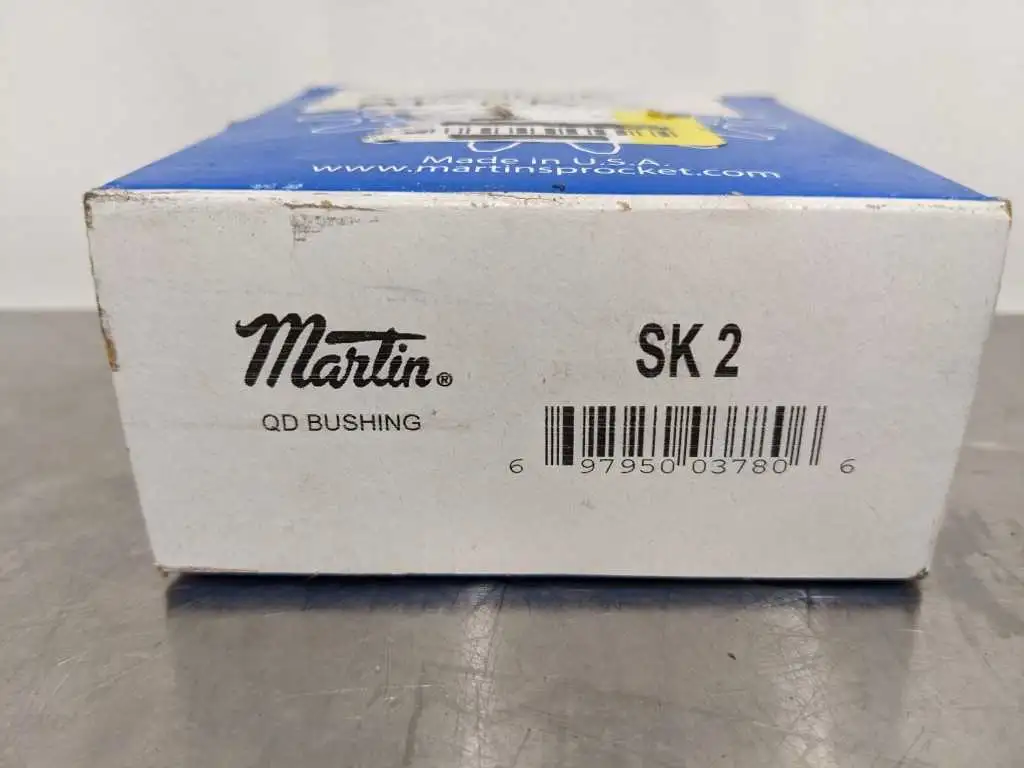 Made in U.S.A.
www.martinsprocket.com
Martin®
SK 2
QD BUSHING
6 97950 03780 6